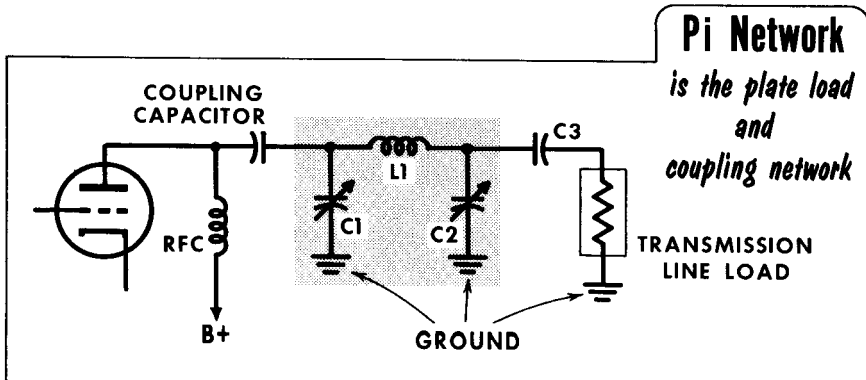 Pi Network
is the plate load
and
coupling network
COUPLING
CAPACITOR
C3
L1
C1
C2
RFC
TRANSMISSION
LINE LOAD
B+
GROUND